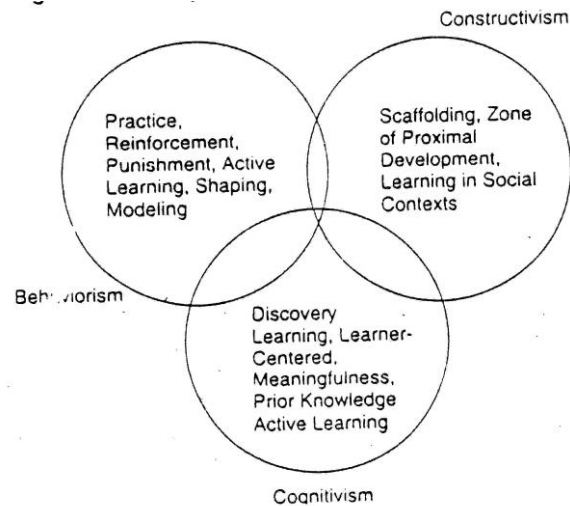 Constructivism
Practice,
Reinforcement,
Punishment, Active
Learning, Shaping,
Modeling
Scaffolding, Zone
of Proximal
Development,
Learning in Social
Contexts
Behaviorism
Discovery
Learning, Learner-
Centered,
Meaningfulness,
Prior Knowledge
Active Learning
Cognitivism